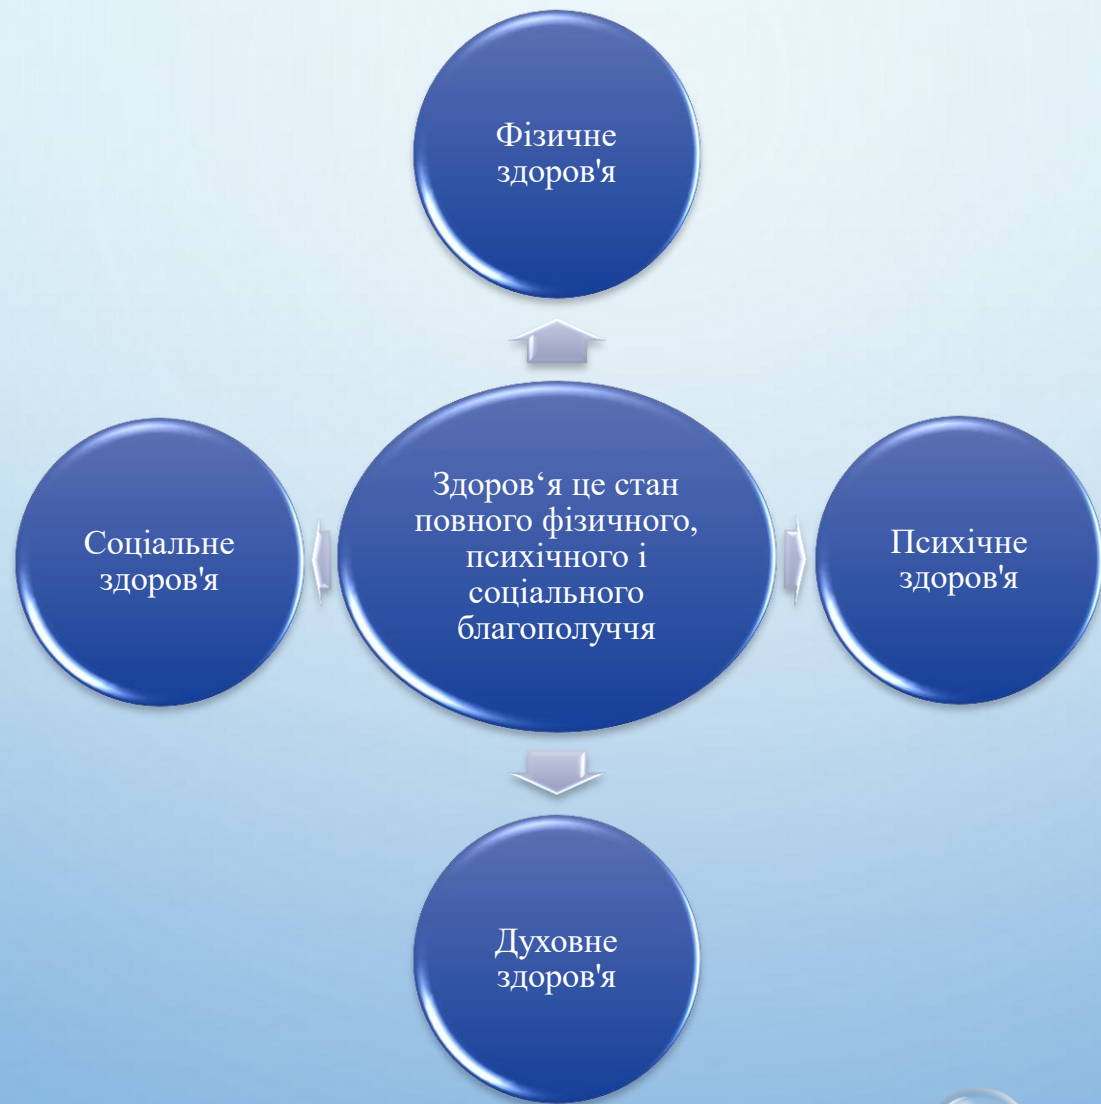 Фізичне
здоров'я
Соціальне
здоров'я
Здоров‘я це стан
повного фізичного,
психічного і
соціального
благополуччя
Психічне
здоров'я
Духовне
здоров'я